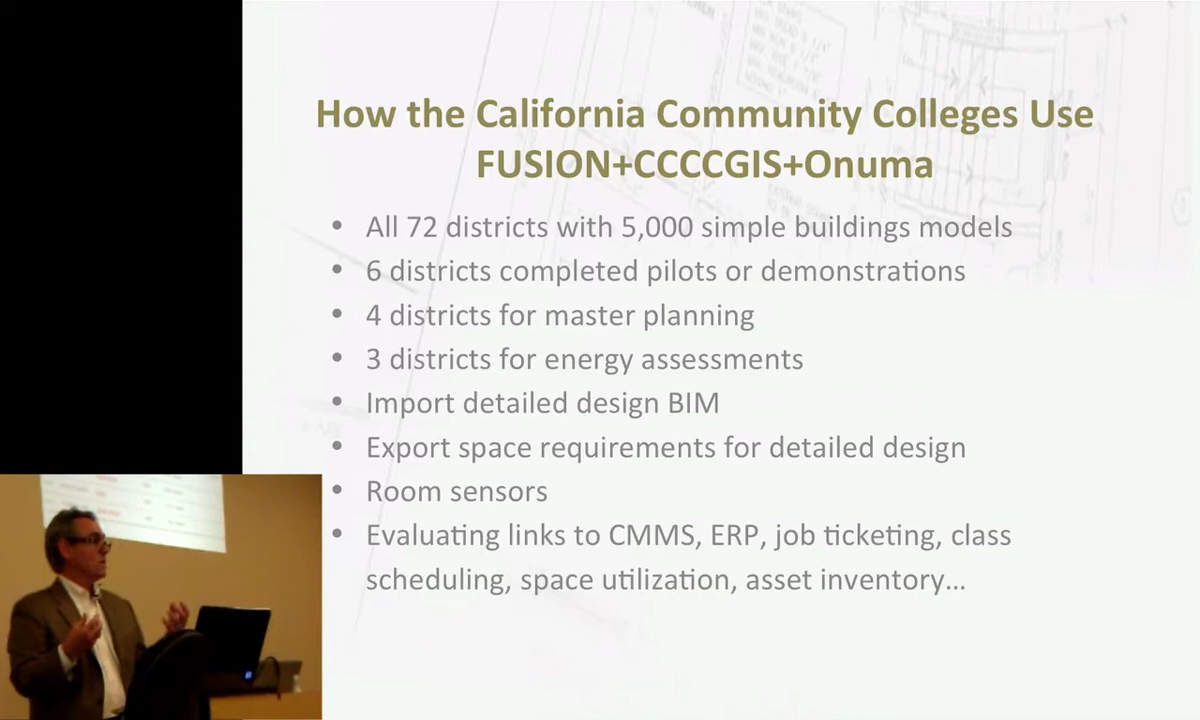 How the California Community Colleges Use
FUSION+CCCCGIS+Onuma
• All 72 districts with 5,000 simple buildings models
• 6 districts completed pilots or demonstrations
• 4 districts for master planning
• 3 districts for energy assessments
• Import detailed design BIM
• Export space requirements for detailed design
• Room sensors
• Evaluating links to CMMS, ERP, job ticketing, class
scheduling, space utilization, asset inventory…